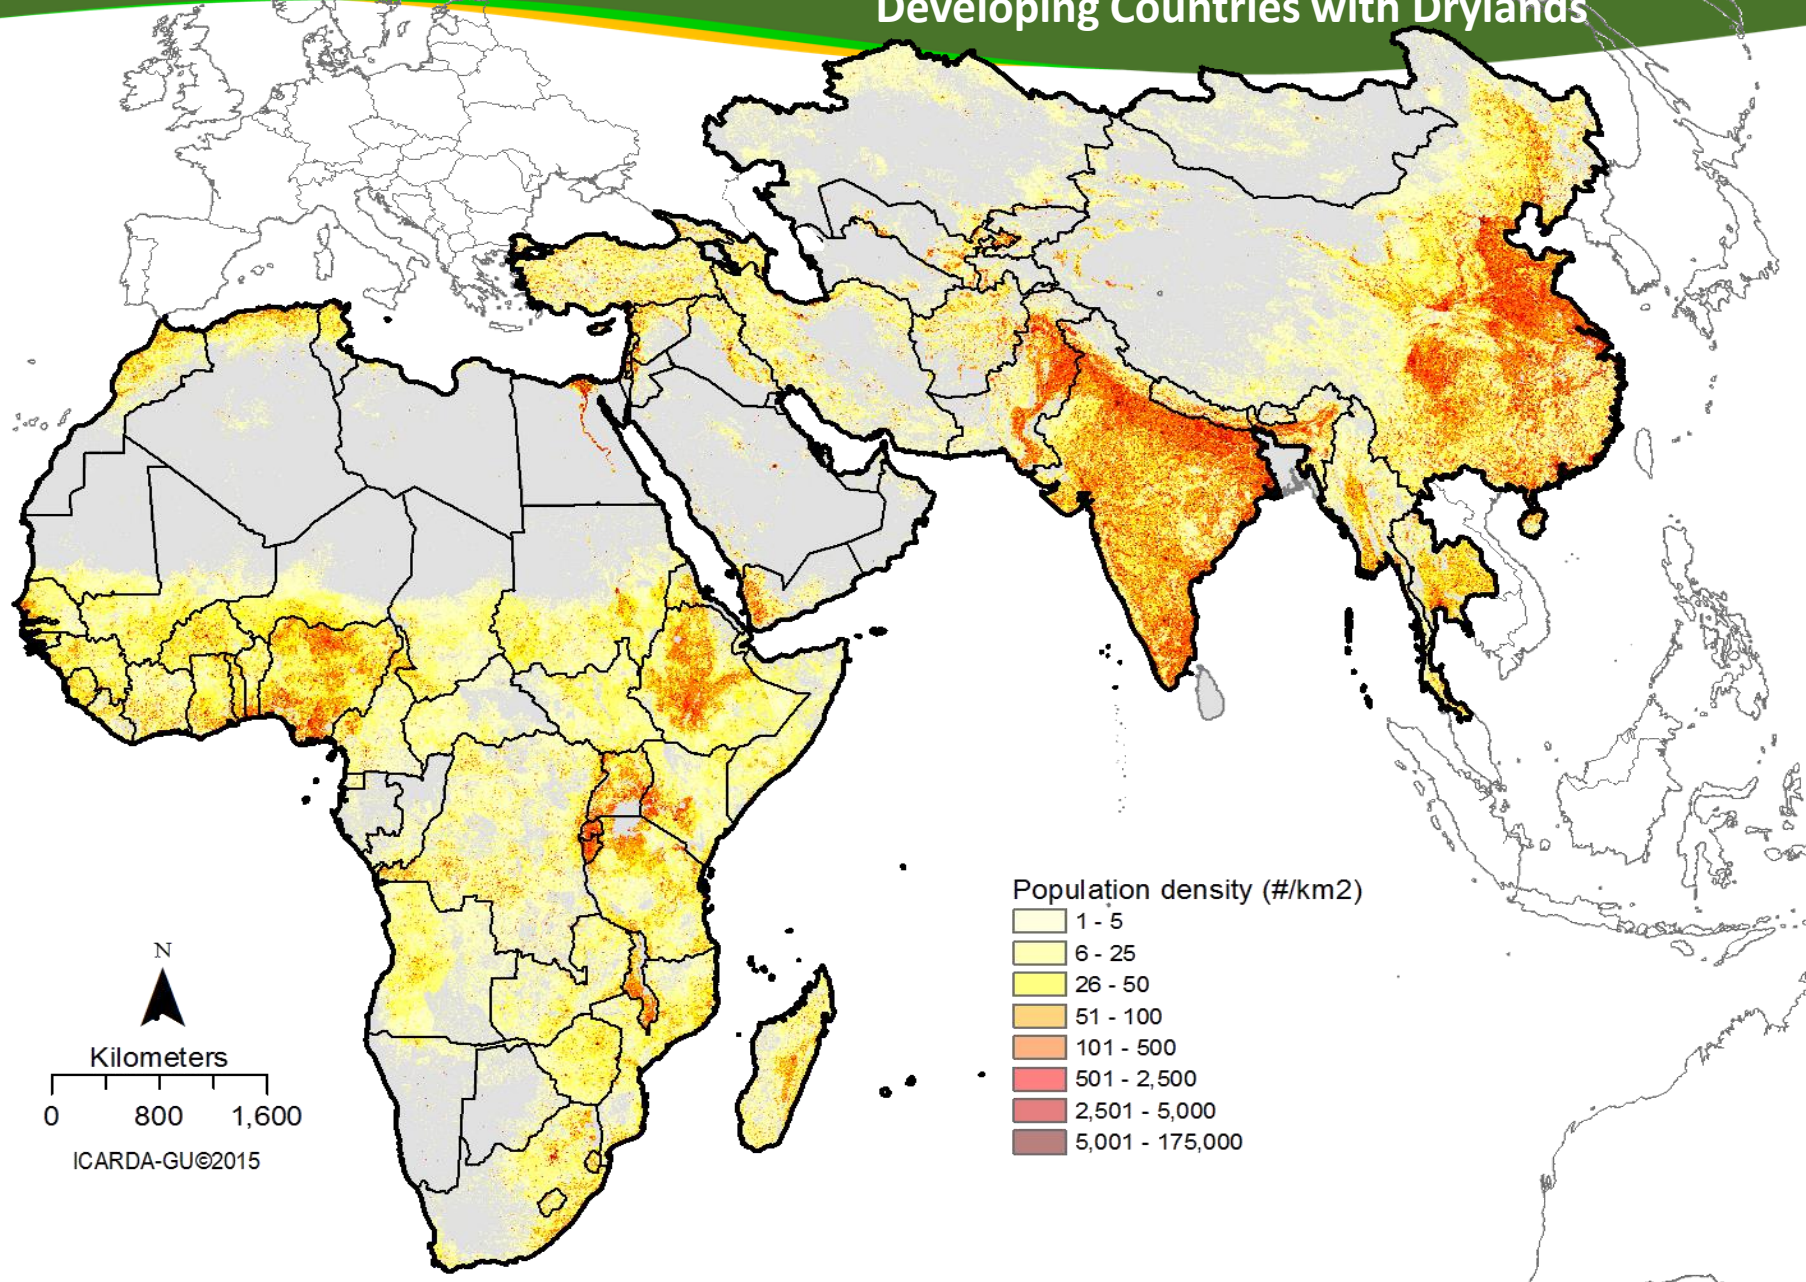 Developing Countries with Drylands
Population density (#/km2)
1 - 5
6 - 25
26 - 50
51 - 100
101 - 500
501 - 2,500
2,501 - 5,000
5,001 - 175,000
N
Kilometers
0 800 1,600
ICARDA-GU©2015